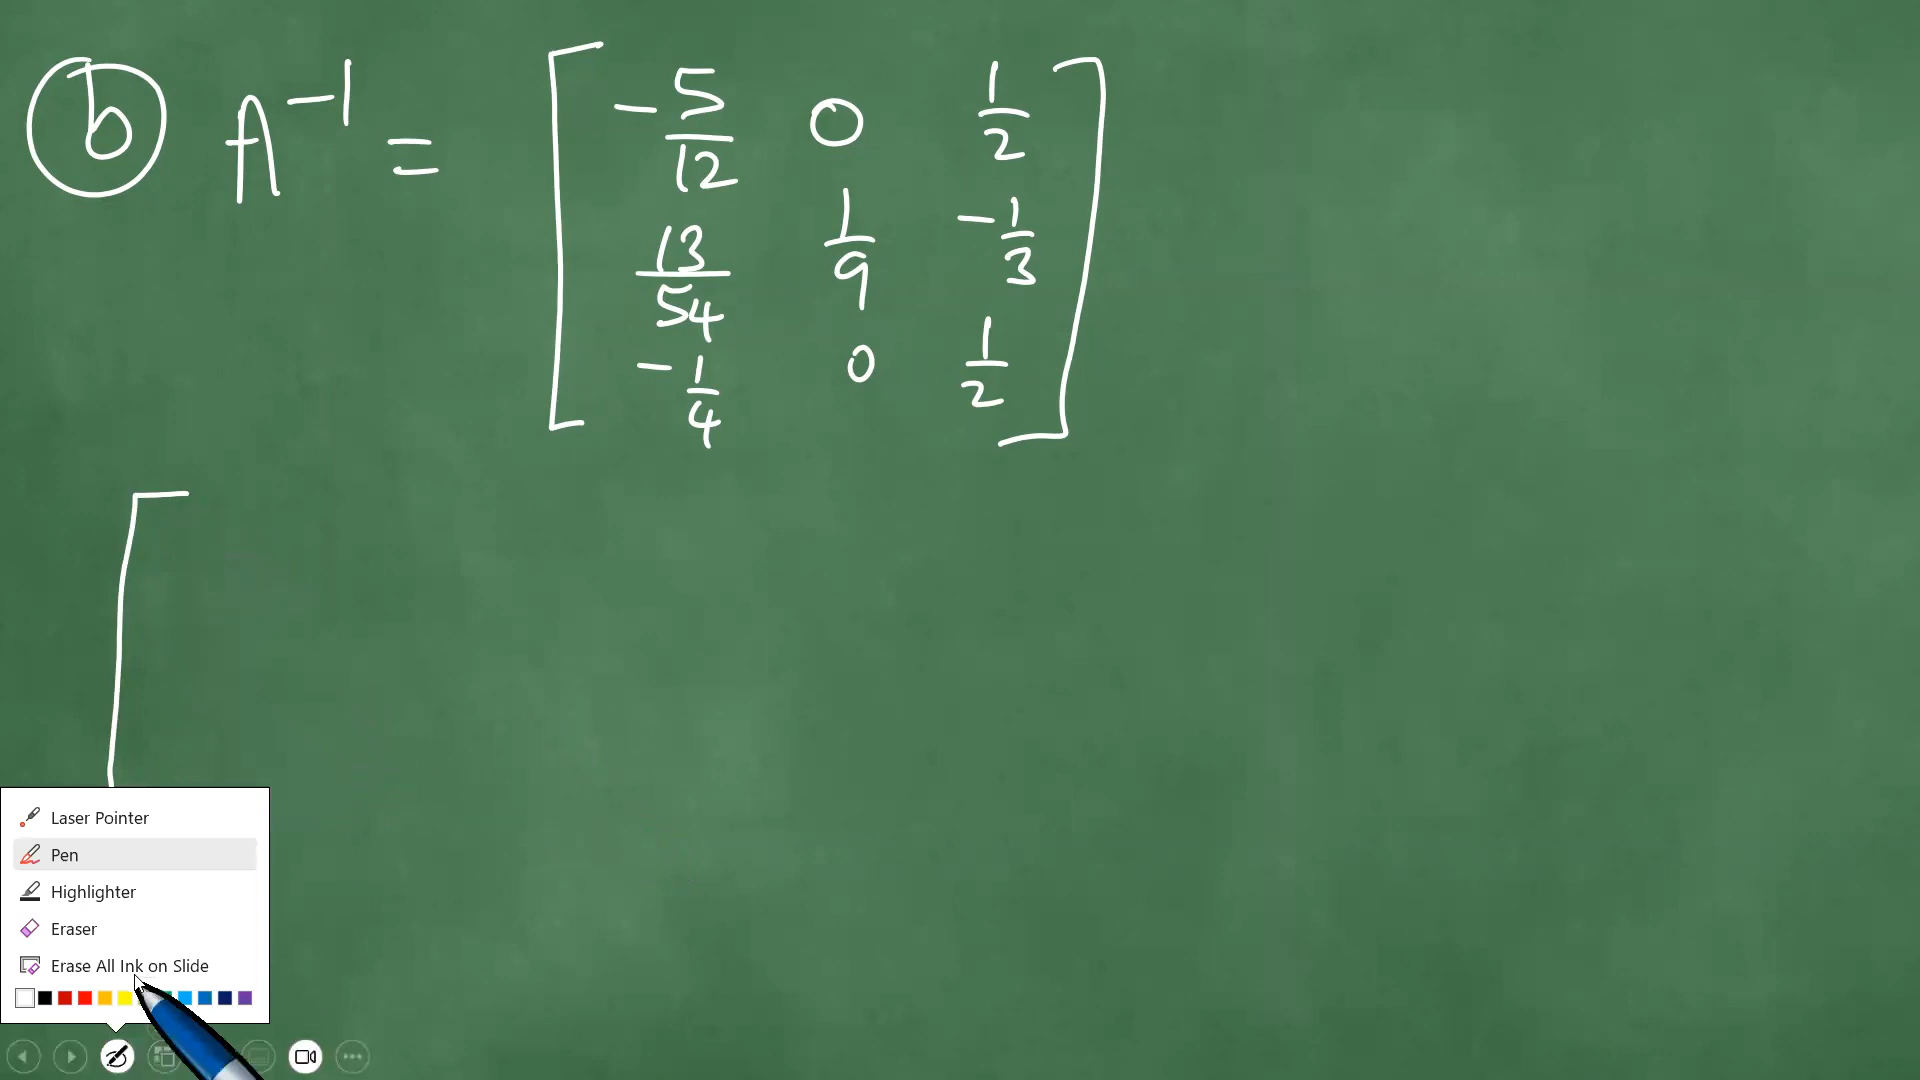 b A⁻¹ = [ -5/12 0 1/2
13/54 1/9 -1/3
-1/4 0 1/2 ]
[
Laser Pointer
Pen
Highlighter
Eraser
Erase All Ink on Slide